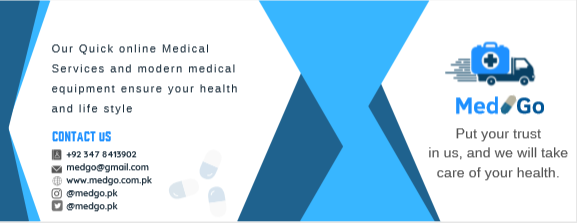 Our Quick online Medical
Services and modern medical
equipment ensure your health
and life style
CONTACT US
+92 347 8413902
medgo@gmail.com
www.medgo.com.pk
@medgo.pk
@medgo.pk
Med Go
Put your trust
in us, and we will take
care of your health.